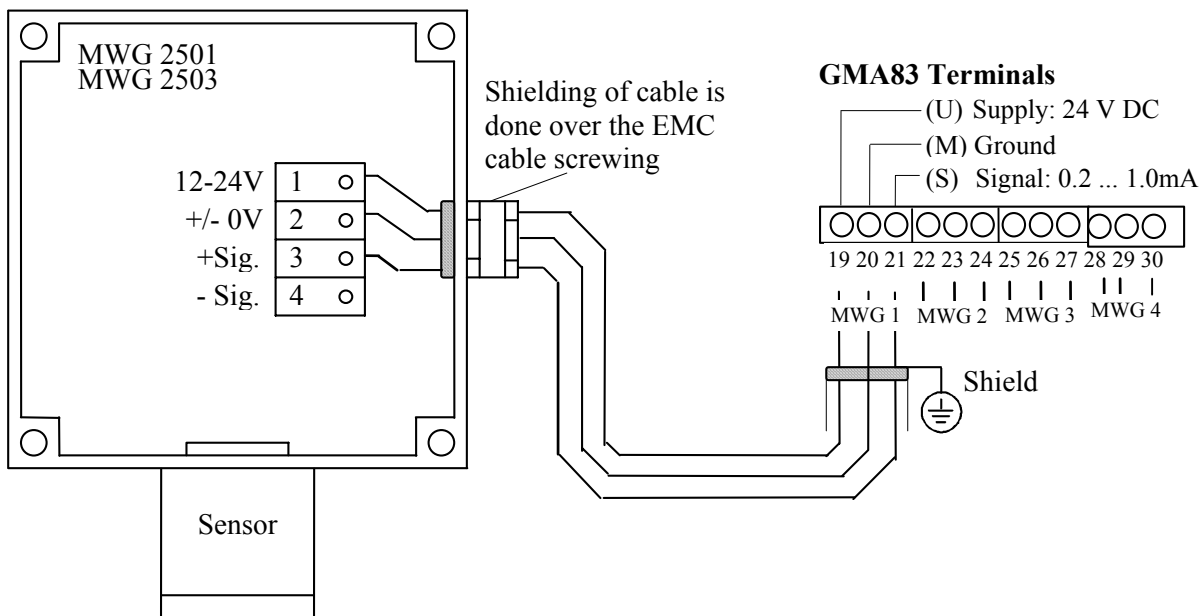 MWG 2501
MWG 2503
Shielding of cable is
done over the EMC
cable screwing
12-24V 1
+/- 0V 2
+Sig. 3
- Sig. 4
Sensor
GMA83 Terminals
(U) Supply: 24 V DC
(M) Ground
(S) Signal: 0.2 ... 1.0mA
19 20 21 22 23 24 25 26 27 28 29 30
MWG 1 MWG 2 MWG 3 MWG 4
Shield